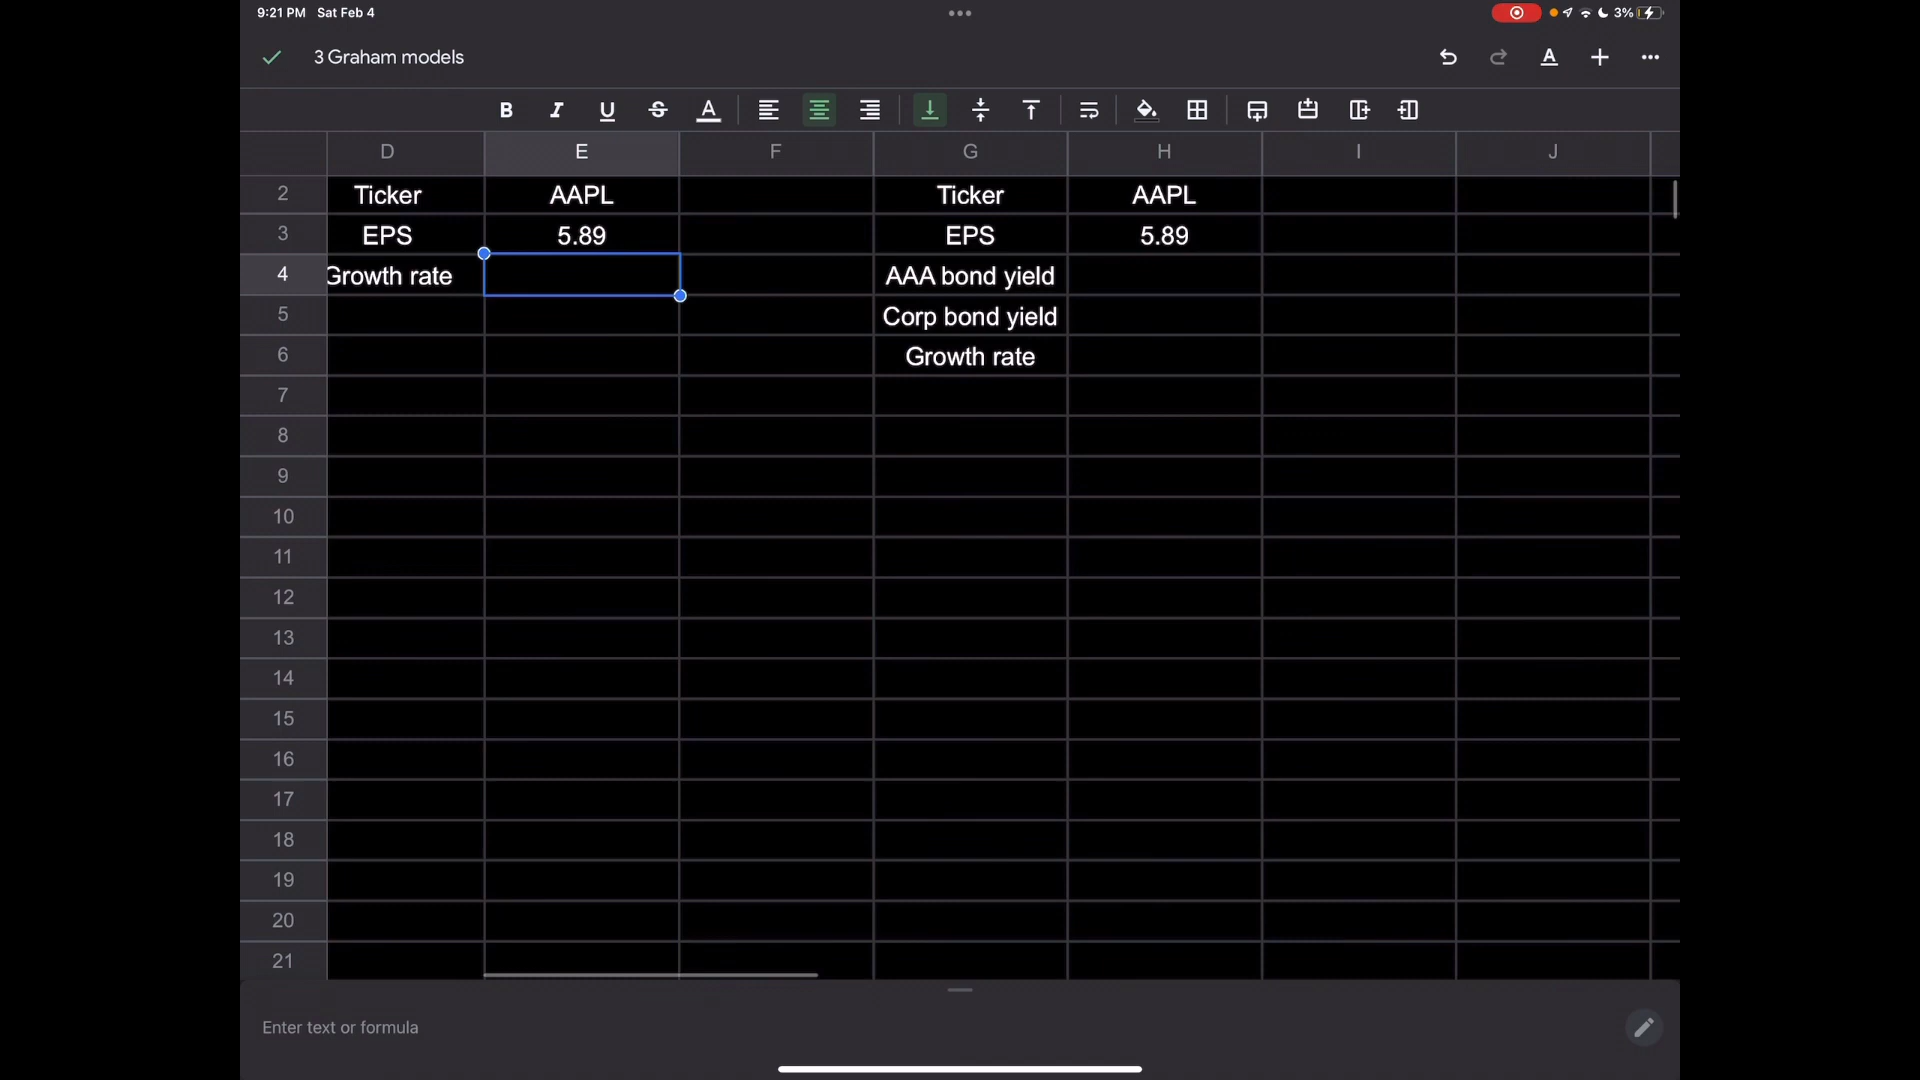 9:21 PM Sat Feb 4
3%
3 Graham models
B I U S A
D E F G H I J
2 Ticker AAPL Ticker AAPL
3 EPS 5.89 EPS 5.89
4 Growth rate AAA bond yield
5 Corp bond yield
6 Growth rate
7
8
9
10
11
12
13
14
15
16
17
18
19
20
21
Enter text or formula